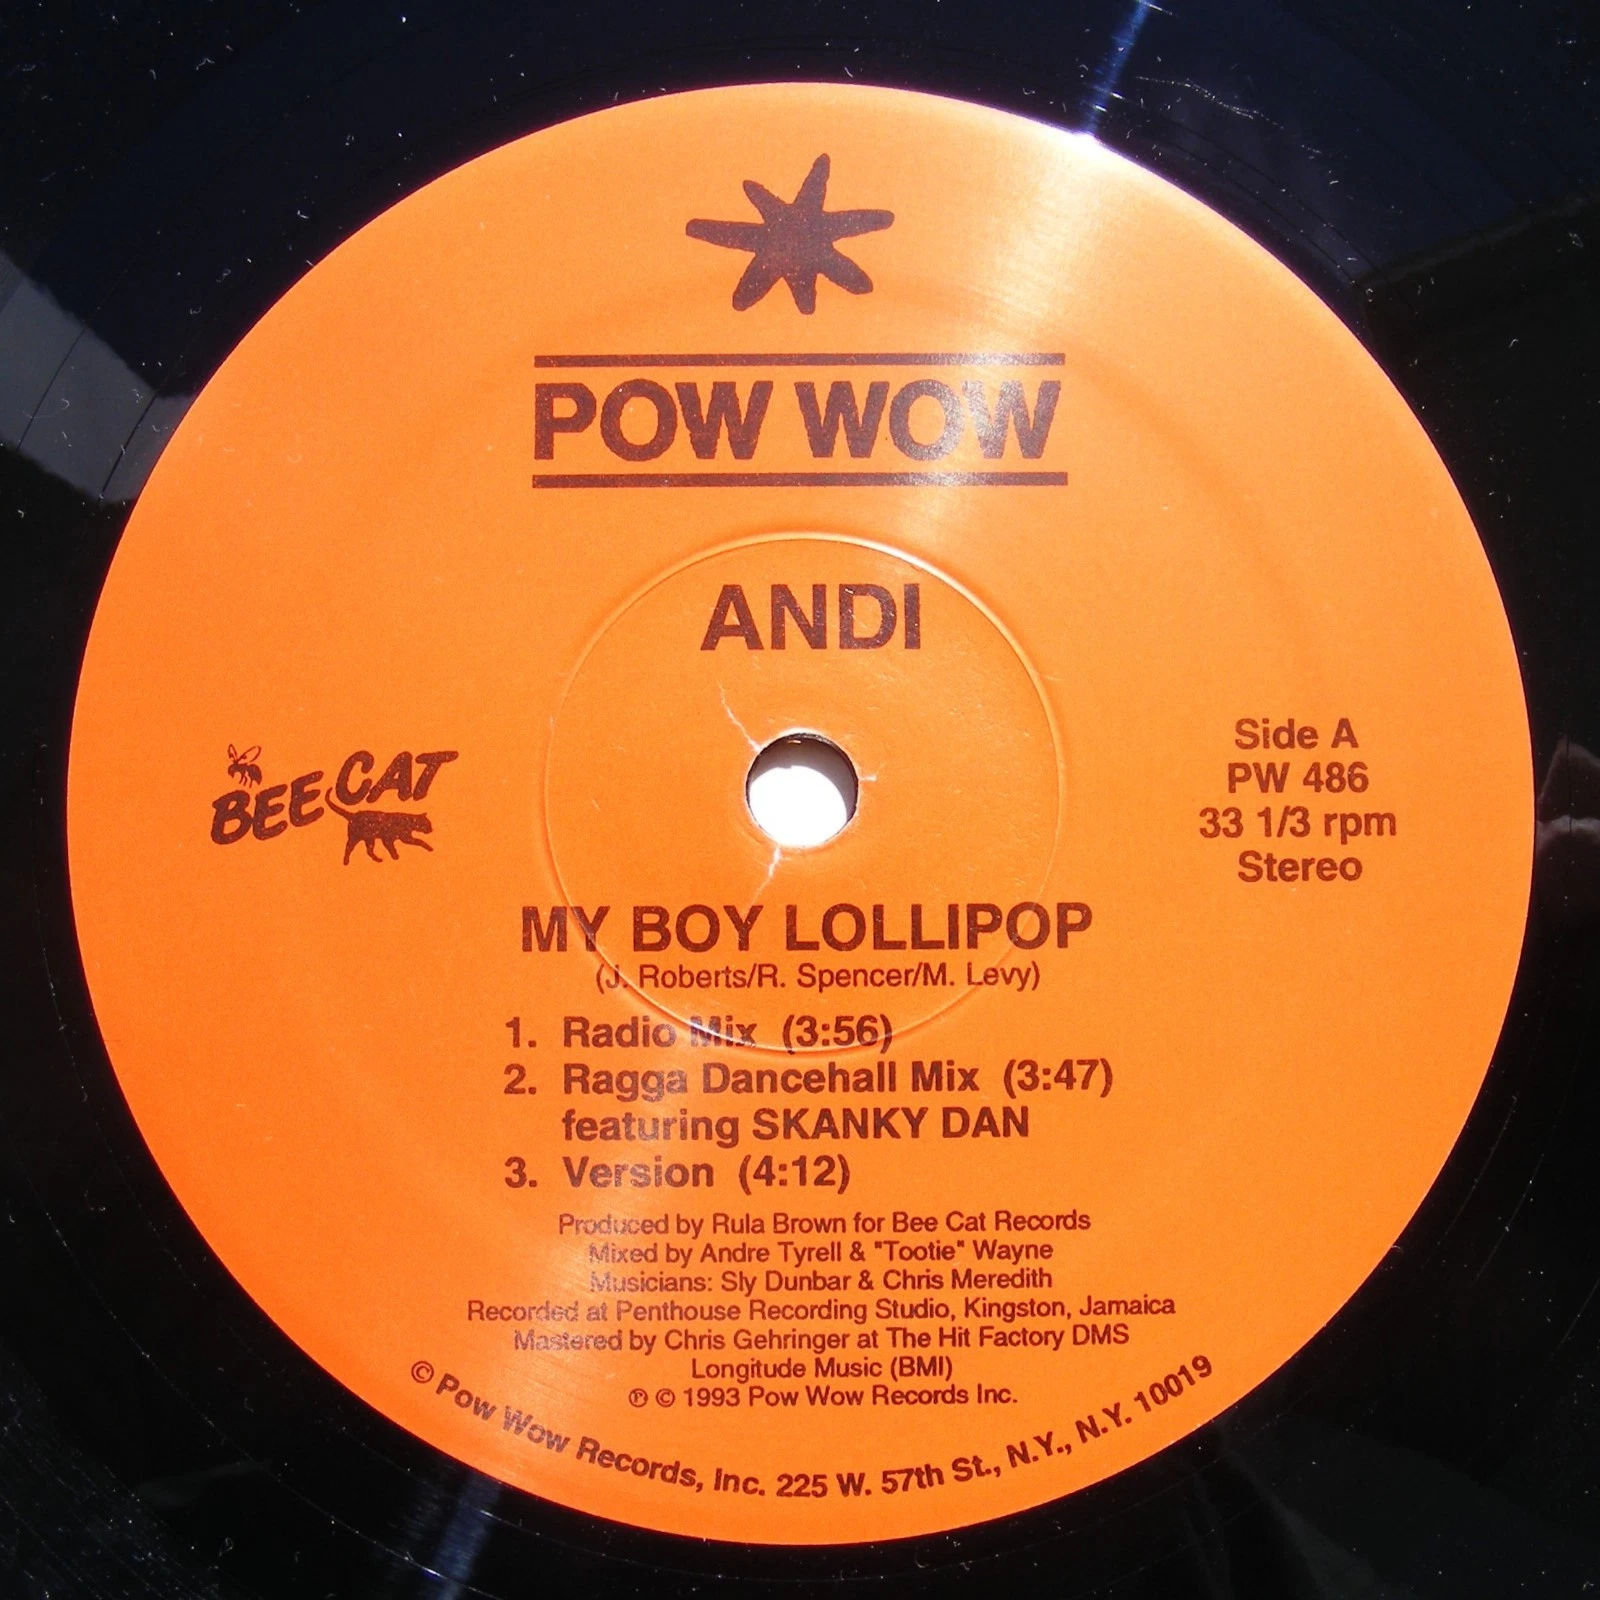 POW WOW
ANDI
BEE CAT
Side A
PW 486
33 1/3 rpm
Stereo
MY BOY LOLLIPOP
(J. Roberts/R. Spencer/M. Levy)
1. Radio Mix (3:56)
2. Ragga Dancehall Mix (3:47)
featuring SKANKY DAN
3. Version (4:12)
Produced by Rula Brown for Bee Cat Records
Mixed by Andre Tyrell & "Tootie" Wayne
Musicians: Sly Dunbar & Chris Meredith
Recorded at Penthouse Recording Studio, Kingston, Jamaica
Mastered by Chris Gehringer at The Hit Factory DMS
Longitude Music (BMI)
℗ © 1993 Pow Wow Records Inc.
© Pow Wow Records, Inc. 225 W. 57th St., N.Y., N.Y. 10019